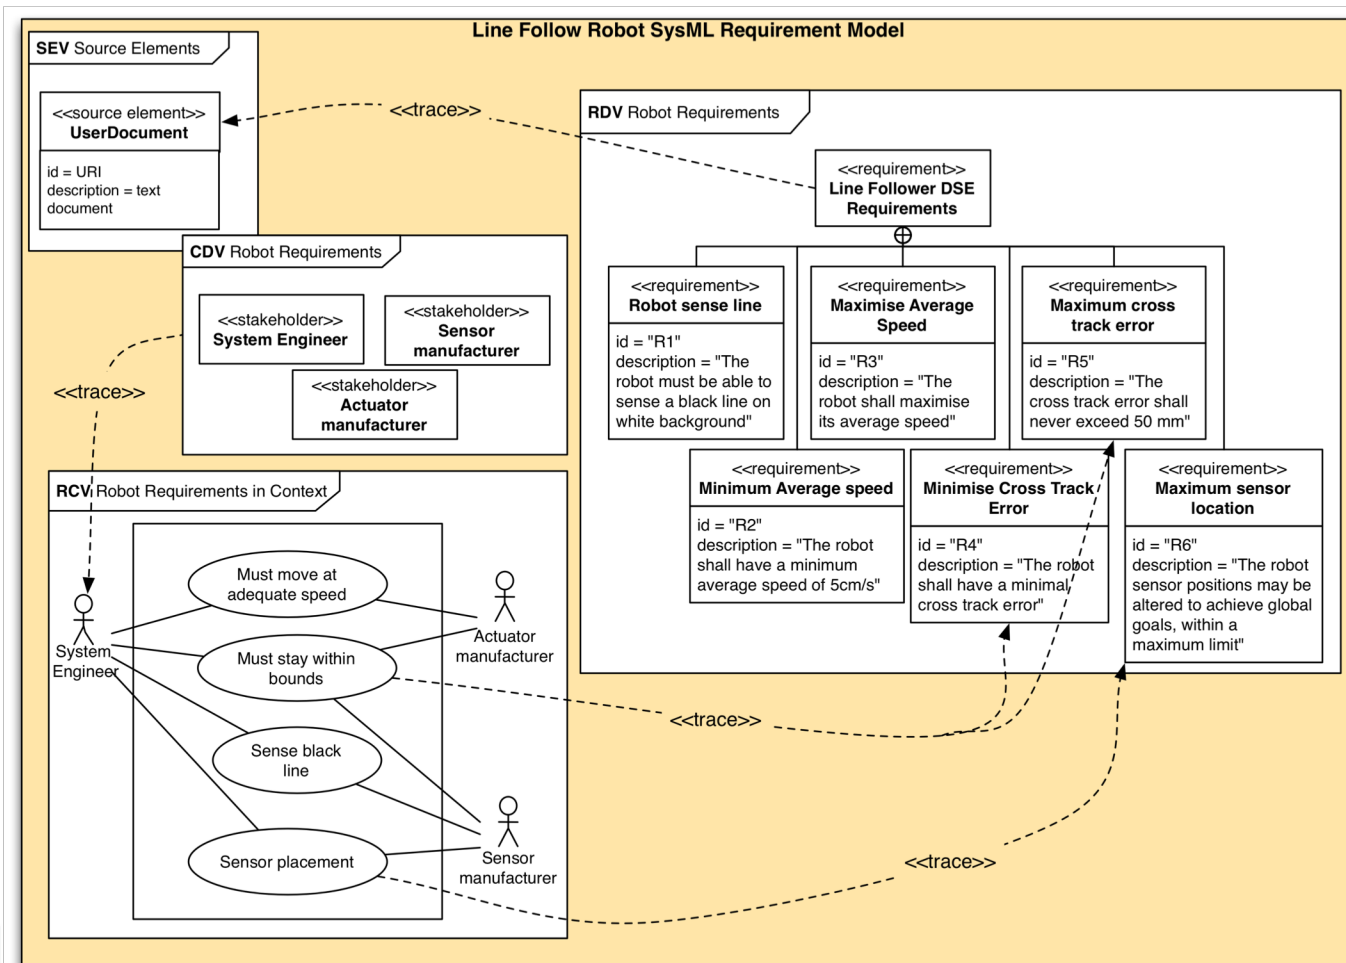 Line Follow Robot SysML Requirement Model
SEV Source Elements
<<source element>>
UserDocument
id = URI
description = text
document
<<trace>>
CDV Robot Requirements
<<stakeholder>>
System Engineer
<<stakeholder>>
Sensor
manufacturer
<<stakeholder>>
Actuator
manufacturer
<<trace>>
RCV Robot Requirements in Context
Must move at
adequate speed
Must stay within
bounds
Sense black
line
Sensor placement
System
Engineer
Actuator
manufacturer
Sensor
manufacturer
<<trace>>
<<trace>>
RDV Robot Requirements
<<requirement>>
Line Follower DSE
Requirements
<<requirement>>
Robot sense line
id = "R1"
description = "The
robot must be able to
sense a black line on
white background"
<<requirement>>
Maximise Average
Speed
id = "R3"
description = "The
robot shall maximise
its average speed"
<<requirement>>
Maximum cross
track error
id = "R5"
description = "The
cross track error shall
never exceed 50 mm"
<<requirement>>
Minimum Average speed
id = "R2"
description = "The robot
shall have a minimum
average speed of 5cm/s"
<<requirement>>
Minimise Cross Track
Error
id = "R4"
description = "The robot
shall have a minimal
cross track error"
<<requirement>>
Maximum sensor
location
id = "R6"
description = "The robot
sensor positions may be
altered to achieve global
goals, within a
maximum limit"